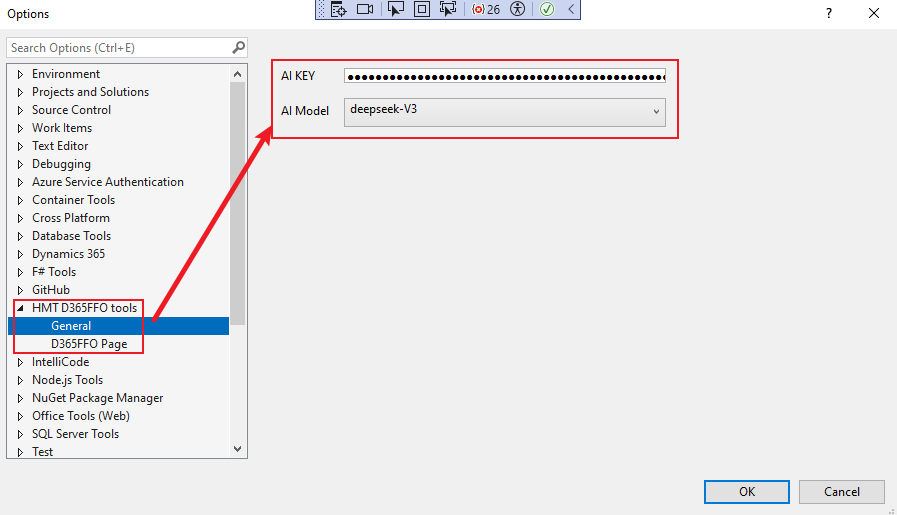 Options
26
?
Search Options (Ctrl+E)
Environment
Projects and Solutions
Source Control
Work Items
Text Editor
Debugging
Azure Service Authentication
Container Tools
Cross Platform
Database Tools
Dynamics 365
F# Tools
GitHub
HMT D365FFO tools
General
D365FFO Page
IntelliCode
Node.js Tools
NuGet Package Manager
Office Tools (Web)
SQL Server Tools
Test
AI KEY
AI Model
deepseek-V3
OK
Cancel